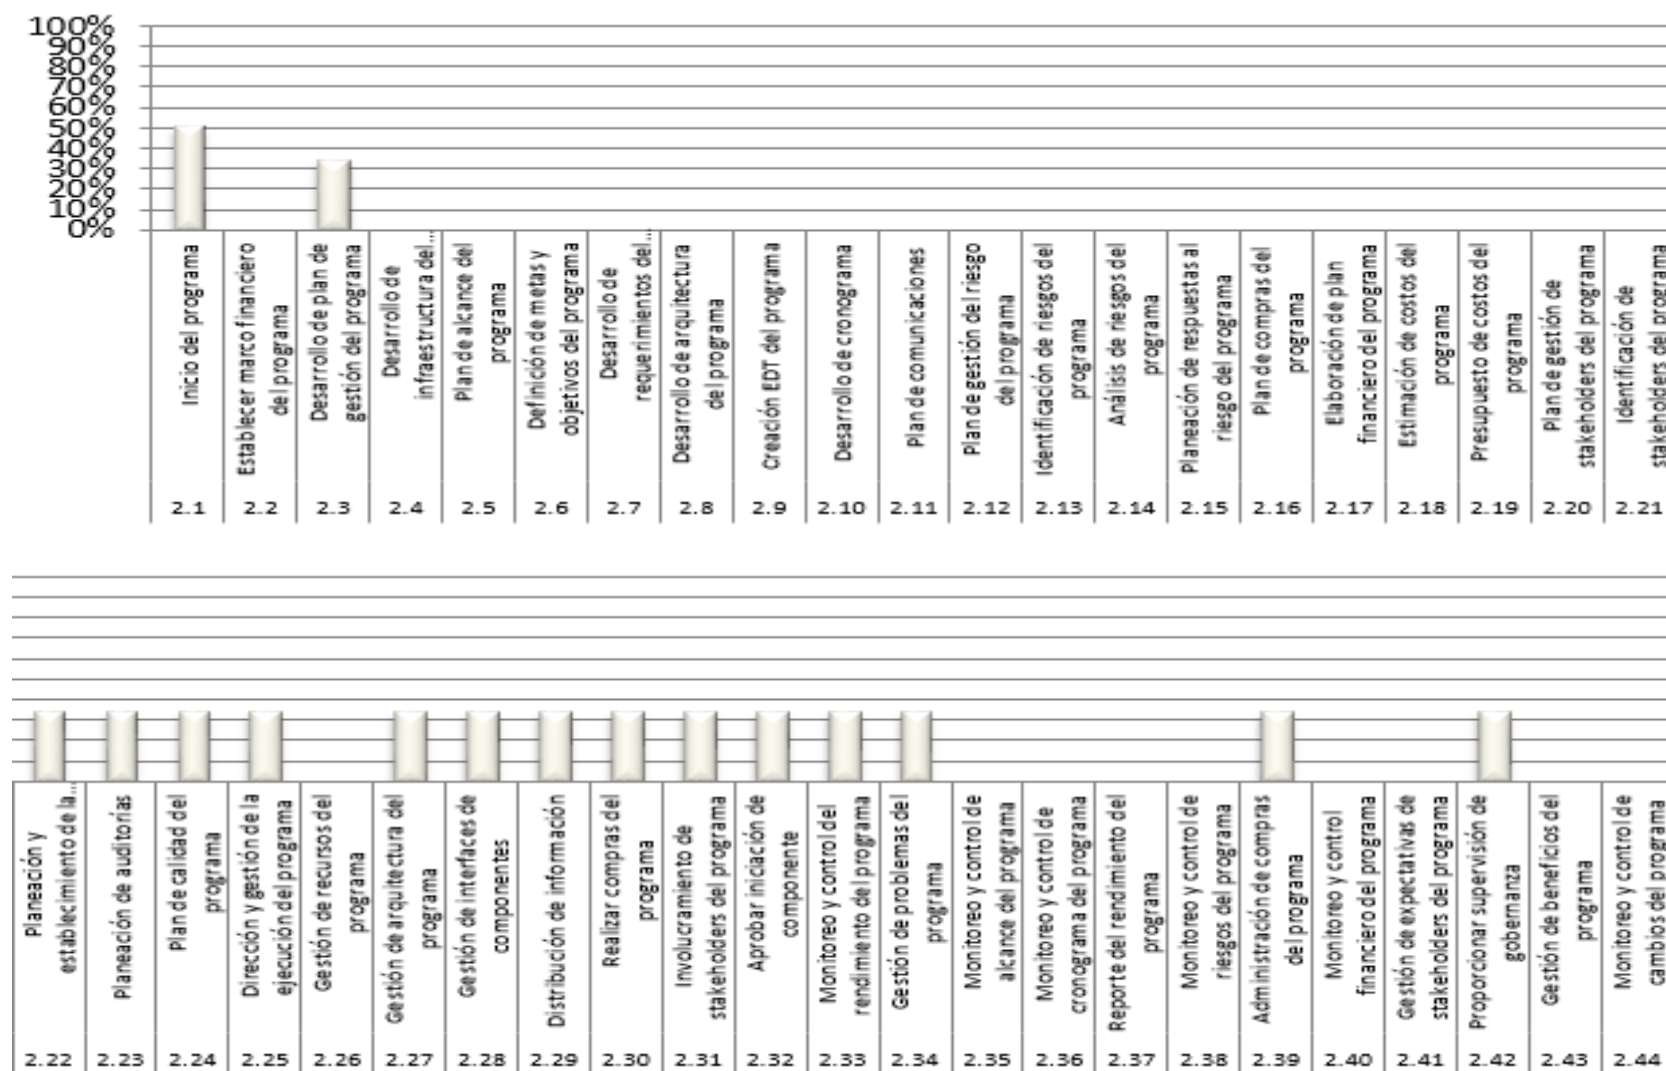 100%
90%
80%
70%
60%
50%
40%
30%
20%
10%
0%
Inicio del programa
Establecer marco financiero
del programa
Desarrollo de plan de
gestión del programa
Desarrollo de
infraestructura del...
Plan de alcance del
programa
Definición de metas y
objetivos del programa
Desarrollo de
requerimientos del...
Desarrollo de arquitectura
del programa
Creación EDT del programa
Desarrollo de cronograma
Plan de comunicaciones
Plan de gestión del riesgo
del programa
Identificación de riesgos del
programa
Análisis de riesgos del
programa
Planeación de respuestas al
riesgo del programa
Plan de compras del
programa
Elaboración de plan
financiero del programa
Estimación de costos del
programa
Presupuesto de costos del
programa
Plan de gestión de
stakeholders del programa
Identificación de
stakeholders del programa
2.1 2.2 2.3 2.4 2.5 2.6 2.7 2.8 2.9 2.10 2.11 2.12 2.13 2.14 2.15 2.16 2.17 2.18 2.19 2.20 2.21
Planeación y
establecimiento de la...
Planeación de auditorías
Plan de calidad del
programa
Dirección y gestión de la
ejecución del programa
Gestión de recursos del
programa
Gestión de arquitectura del
programa
Gestión de interfaces de
componentes
Distribución de información
Realizar compras del
programa
Involucramiento de
stakeholders del programa
Aprobar iniciación de
componente
Monitoreo y control del
rendimiento del programa
Gestión de problemas del
programa
Monitoreo y control de
alcance del programa
Monitoreo y control de
cronograma del programa
Reporte del rendimiento del
programa
Monitoreo y control de
riesgos del programa
Administración de compras
del programa
Monitoreo y control
financiero del programa
Gestión de expectativas de
stakeholders del programa
Proporcionar supervisión de
gobernanza
Gestión de beneficios del
programa
Monitoreo y control de
cambios del programa
2.22 2.23 2.24 2.25 2.26 2.27 2.28 2.29 2.30 2.31 2.32 2.33 2.34 2.35 2.36 2.37 2.38 2.39 2.40 2.41 2.42 2.43 2.44